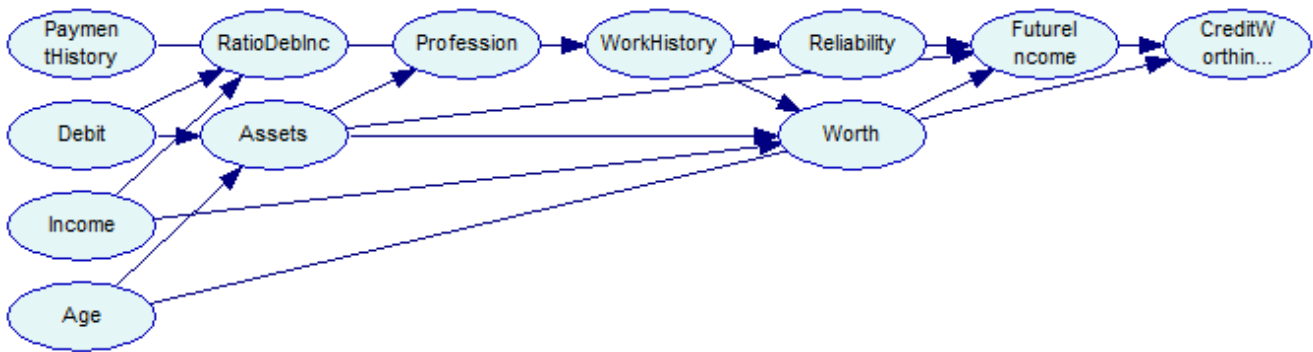 Paymen
tHistory
RatioDebInc
Profession
WorkHistory
Reliability
FutureI
ncome
CreditW
orthin...
Debit
Assets
Worth
Income
Age